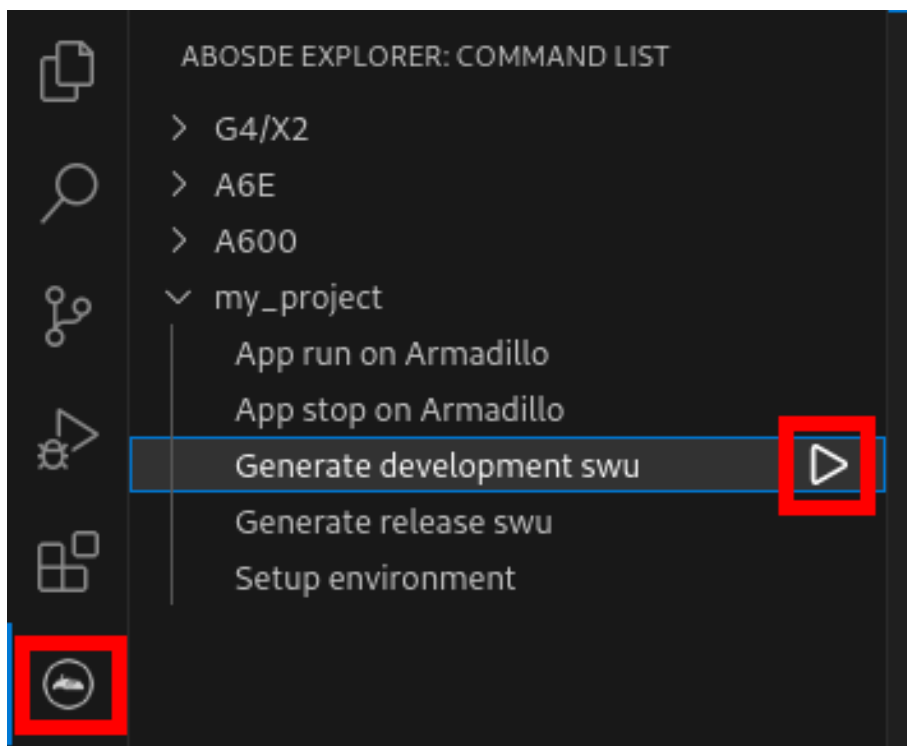 ABOSDE EXPLORER: COMMAND LIST
G4/X2
A6E
A600
my_project
App run on Armadillo
App stop on Armadillo
Generate development swu
Generate release swu
Setup environment